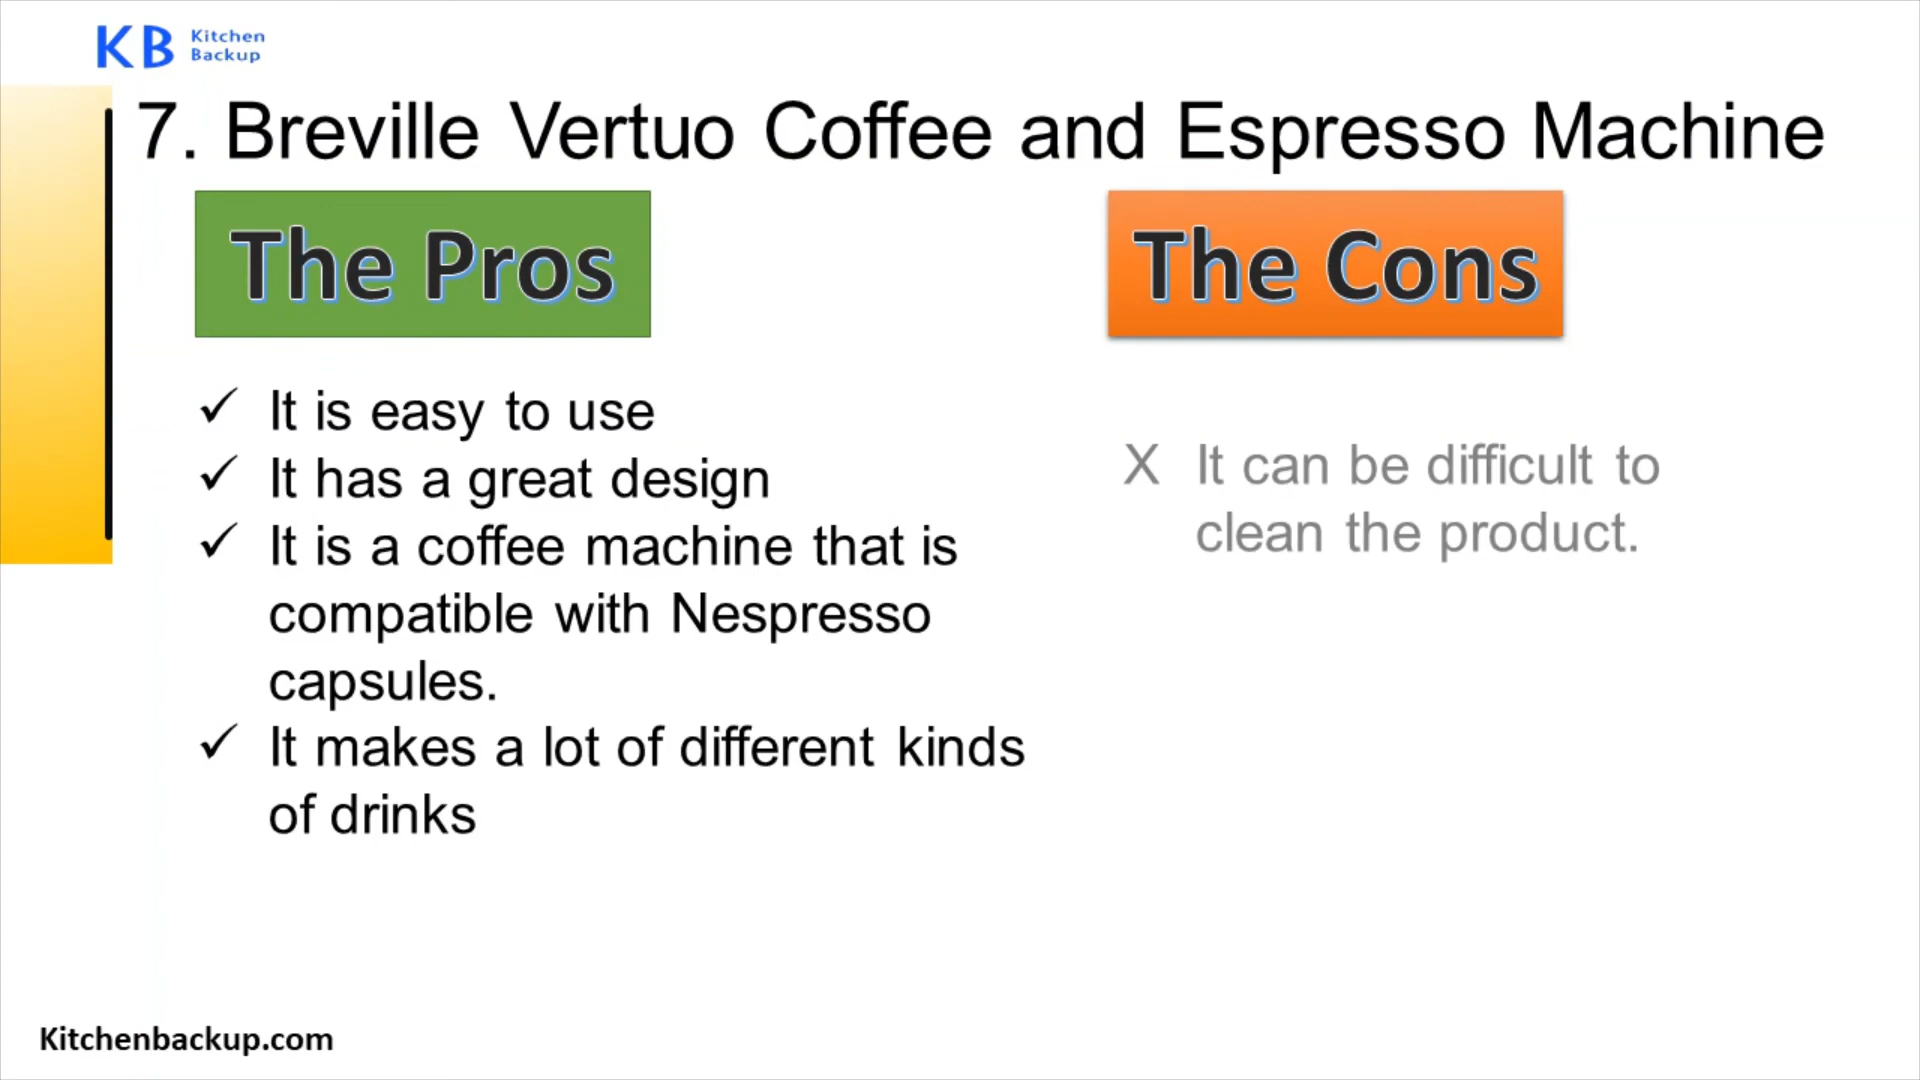 KB Kitchen
Backup
7. Breville Vertuo Coffee and Espresso Machine
The Pros
The Cons
✓ It is easy to use
✓ It has a great design
✓ It is a coffee machine that is
compatible with Nespresso
capsules.
✓ It makes a lot of different kinds
of drinks
X It can be difficult to
clean the product.
Kitchenbackup.com